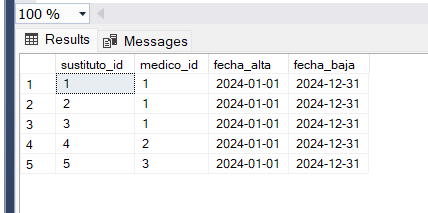 100 %
Results Messages
sustituto_id medico_id fecha_alta fecha_baja
1 1 1 2024-01-01 2024-12-31
2 2 1 2024-01-01 2024-12-31
3 3 1 2024-01-01 2024-12-31
4 4 2 2024-01-01 2024-12-31
5 5 3 2024-01-01 2024-12-31